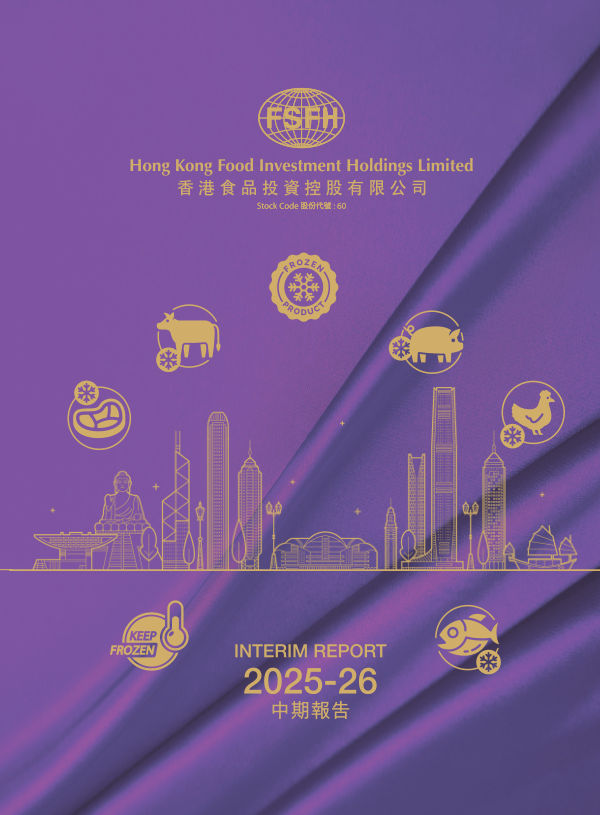 FSFH
Hong Kong Food Investment Holdings Limited
香港食品投資控股有限公司
Stock Code 股份代號 : 60
FROZEN
PRODUCT
KEEP
FROZEN
INTERIM REPORT
2025-26
中期報告